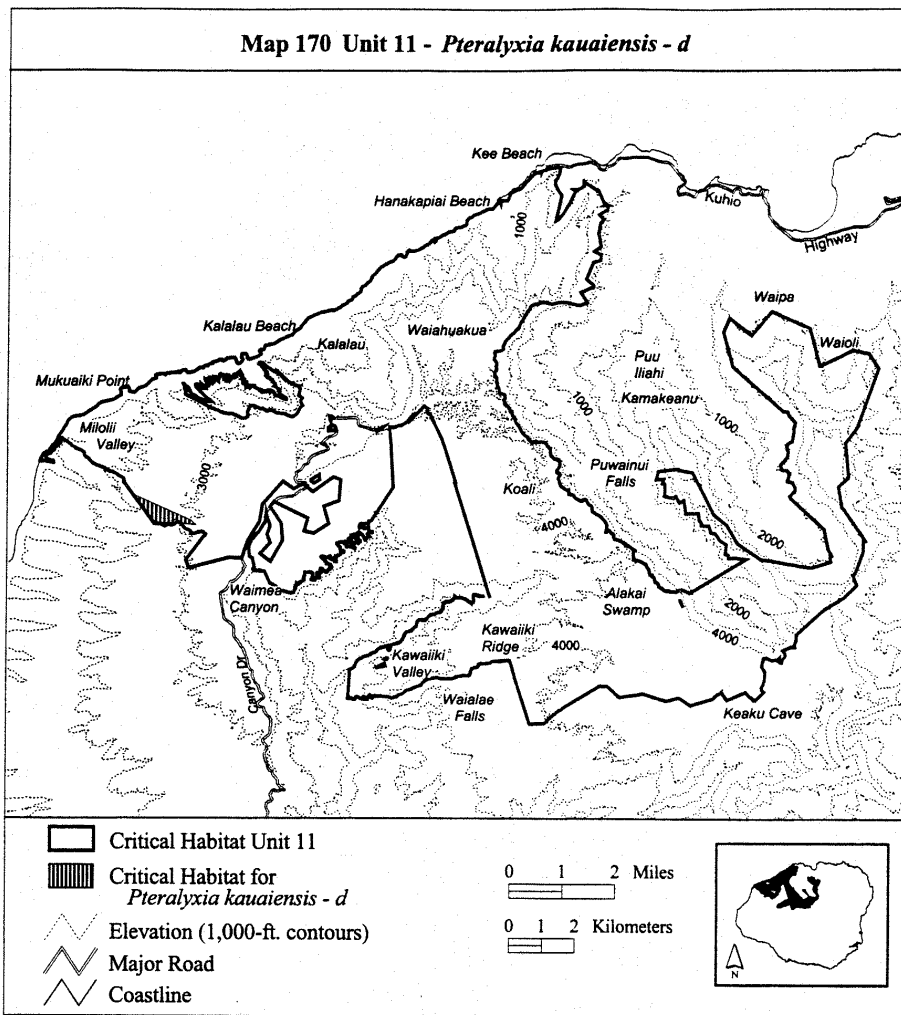 Map 170 Unit 11 - Pteralyxia kauaiensis - d
Kee Beach
Hanakapiai Beach
Kuhio
Highway
1000'
Waipa
Kalalau Beach
Kalalau
Waiahuakua
Waioli
Puu
Iliahi
Mukuaiki Point
Kamakeanu
1000
1000
Milolii
Valley
3000
Puwainui
Falls
Koali
4000
2000
Waimea
Canyon
Alakai
Swamp
2000
4000
Kawaiiki
Ridge
4000
Kawaiiki
Valley
Canyon Dr
Waialae
Falls
Keaku Cave
Critical Habitat Unit 11
Critical Habitat for
Pteralyxia kauaiensis - d
Elevation (1,000-ft. contours)
Major Road
Coastline
0 1 2 Miles
0 1 2 Kilometers
N